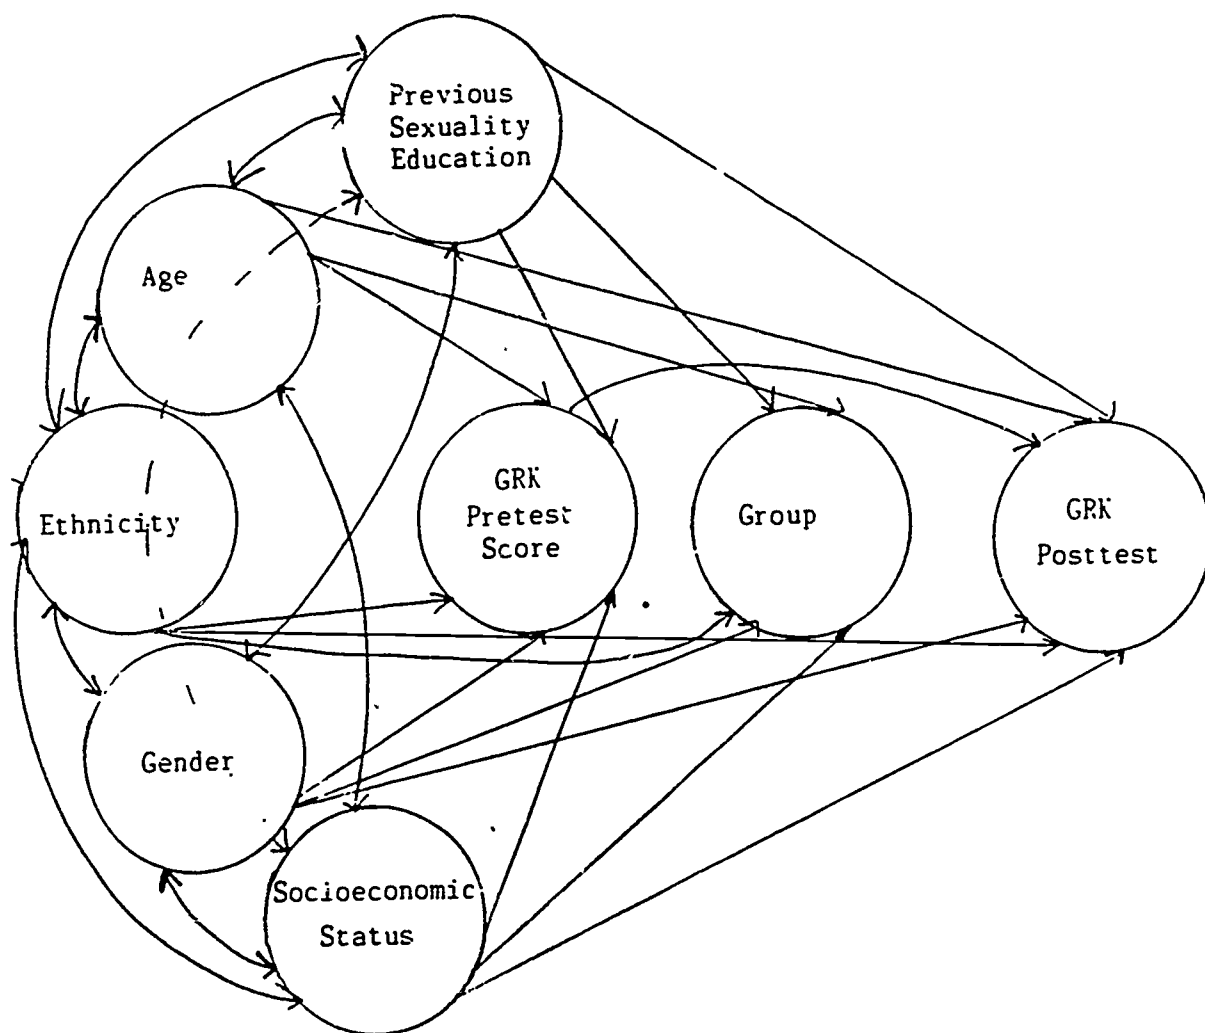 Previous
Sexuality
Education
Age
Ethnicity
GRK
Pretest
Score
Group
GRK
Posttest
Gender
Socioeconomic
Status